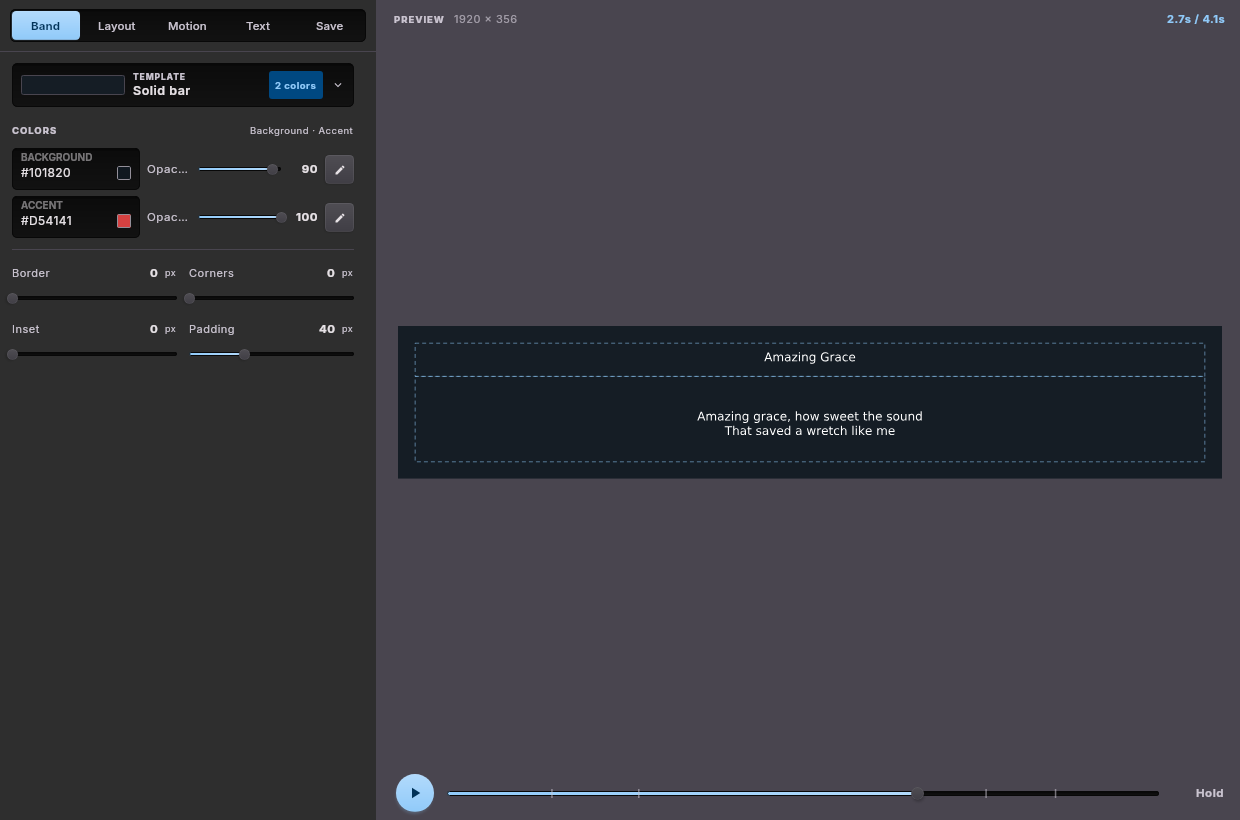 Band Layout Motion Text Save
PREVIEW 1920 × 356
2.7s / 4.1s
TEMPLATE
Solid bar
2 colors
COLORS
Background · Accent
BACKGROUND
#101820
Opac... 90
ACCENT
#D54141
Opac... 100
Border 0 px Corners 0 px
Inset 0 px Padding 40 px
Amazing Grace
Amazing grace, how sweet the sound
That saved a wretch like me
Hold